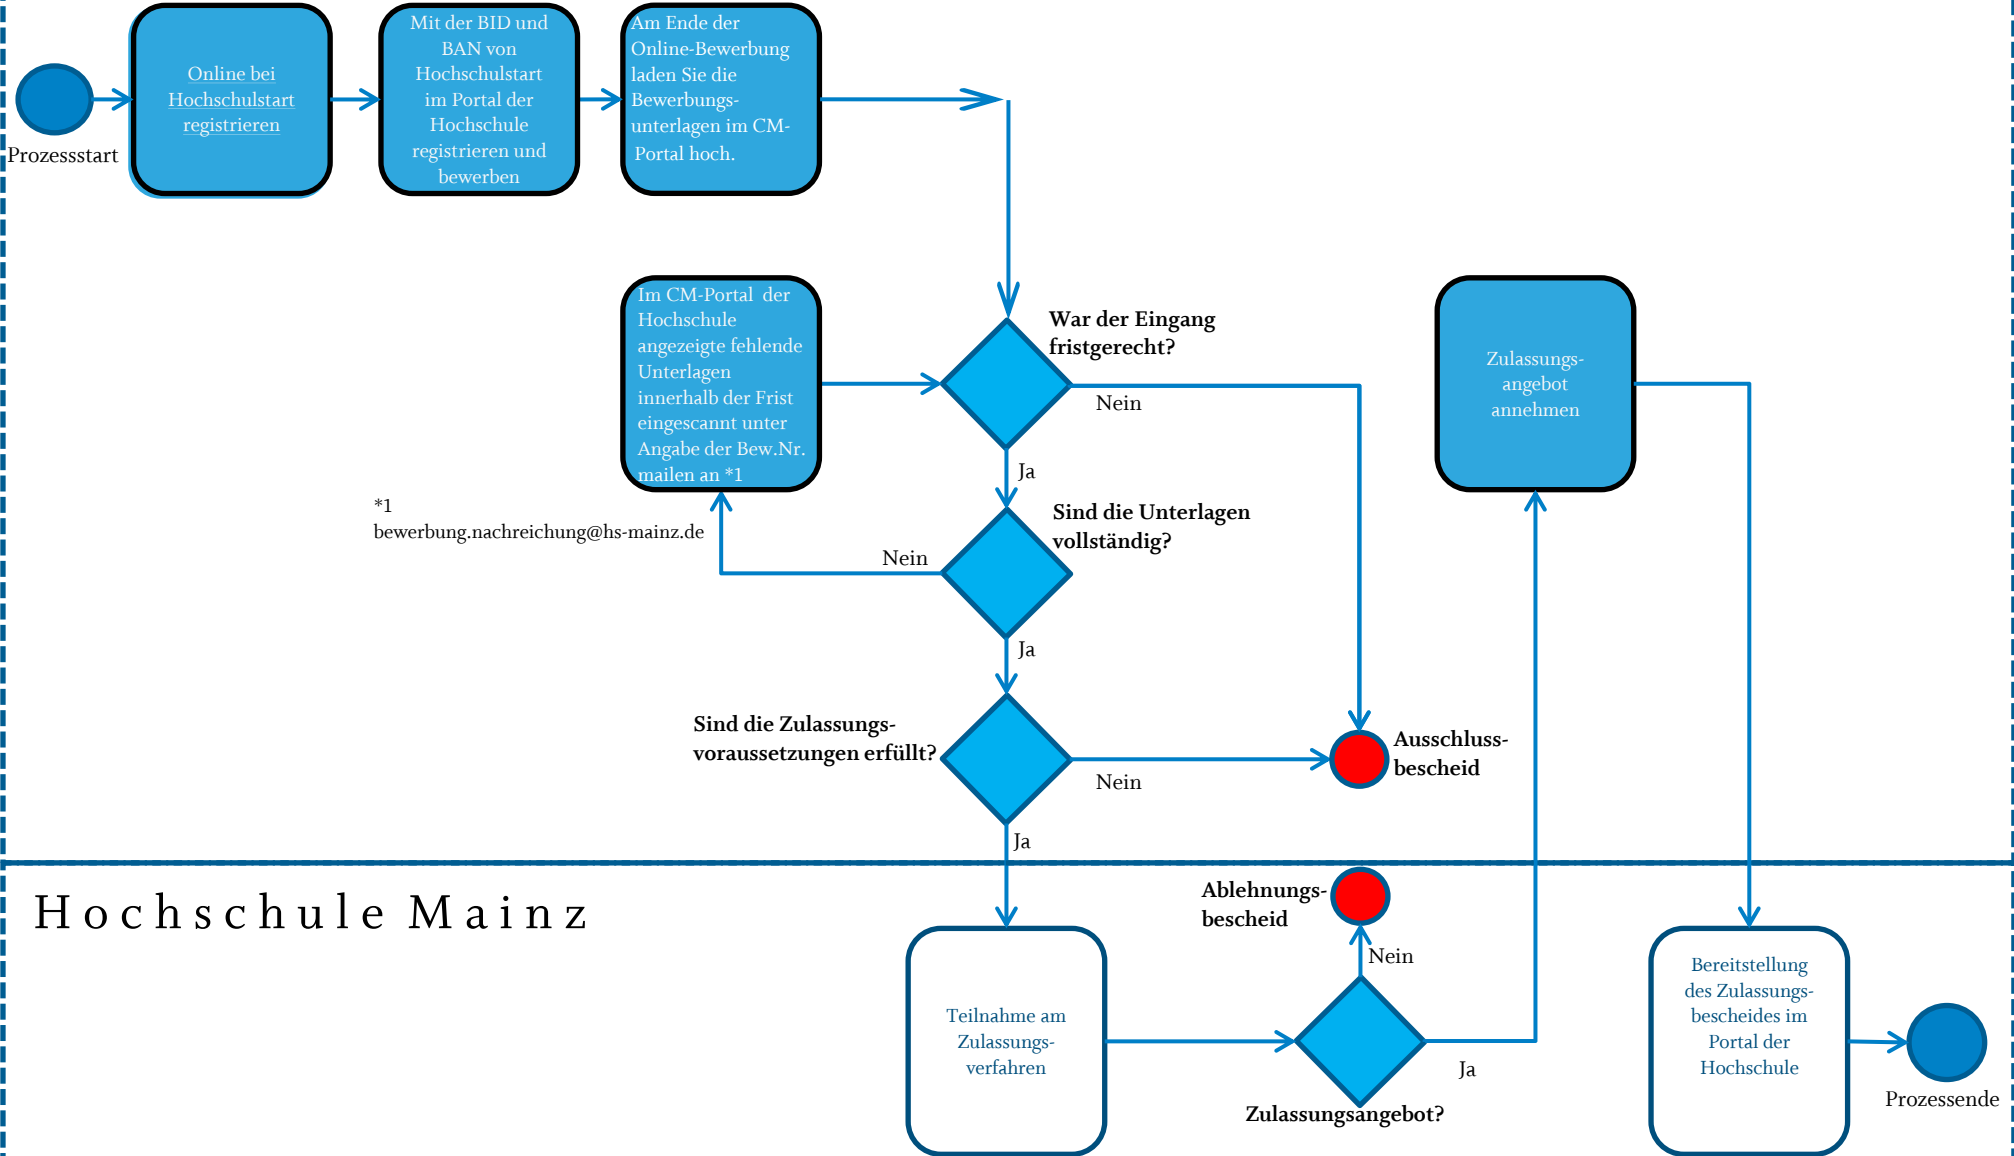 Prozessstart
Online bei
Hochschulstart
registrieren
Mit der BID und
BAN von
Hochschulstart
im Portal der
Hochschule
registrieren und
bewerben
Am Ende der
Online-Bewerbung
laden Sie die
Bewerbungs-
unterlagen im CM-
Portal hoch.
Im CM-Portal der
Hochschule
angezeigte fehlende
Unterlagen
innerhalb der Frist
eingescannt unter
Angabe der Bew.Nr.
mailen an *1
*1
bewerbung.nachreichung@hs-mainz.de
War der Eingang
fristgerecht?
Nein
Ja
Sind die Unterlagen
vollständig?
Nein
Ja
Sind die Zulassungs-
voraussetzungen erfüllt?
Nein
Ja
Ausschluss-
bescheid
Zulassungs-
angebot
annehmen
Hochschule Mainz
Teilnahme am
Zulassungs-
verfahren
Ablehnungs-
bescheid
Nein
Ja
Zulassungsangebot?
Bereitstellung
des Zulassungs-
bescheides im
Portal der
Hochschule
Prozessende